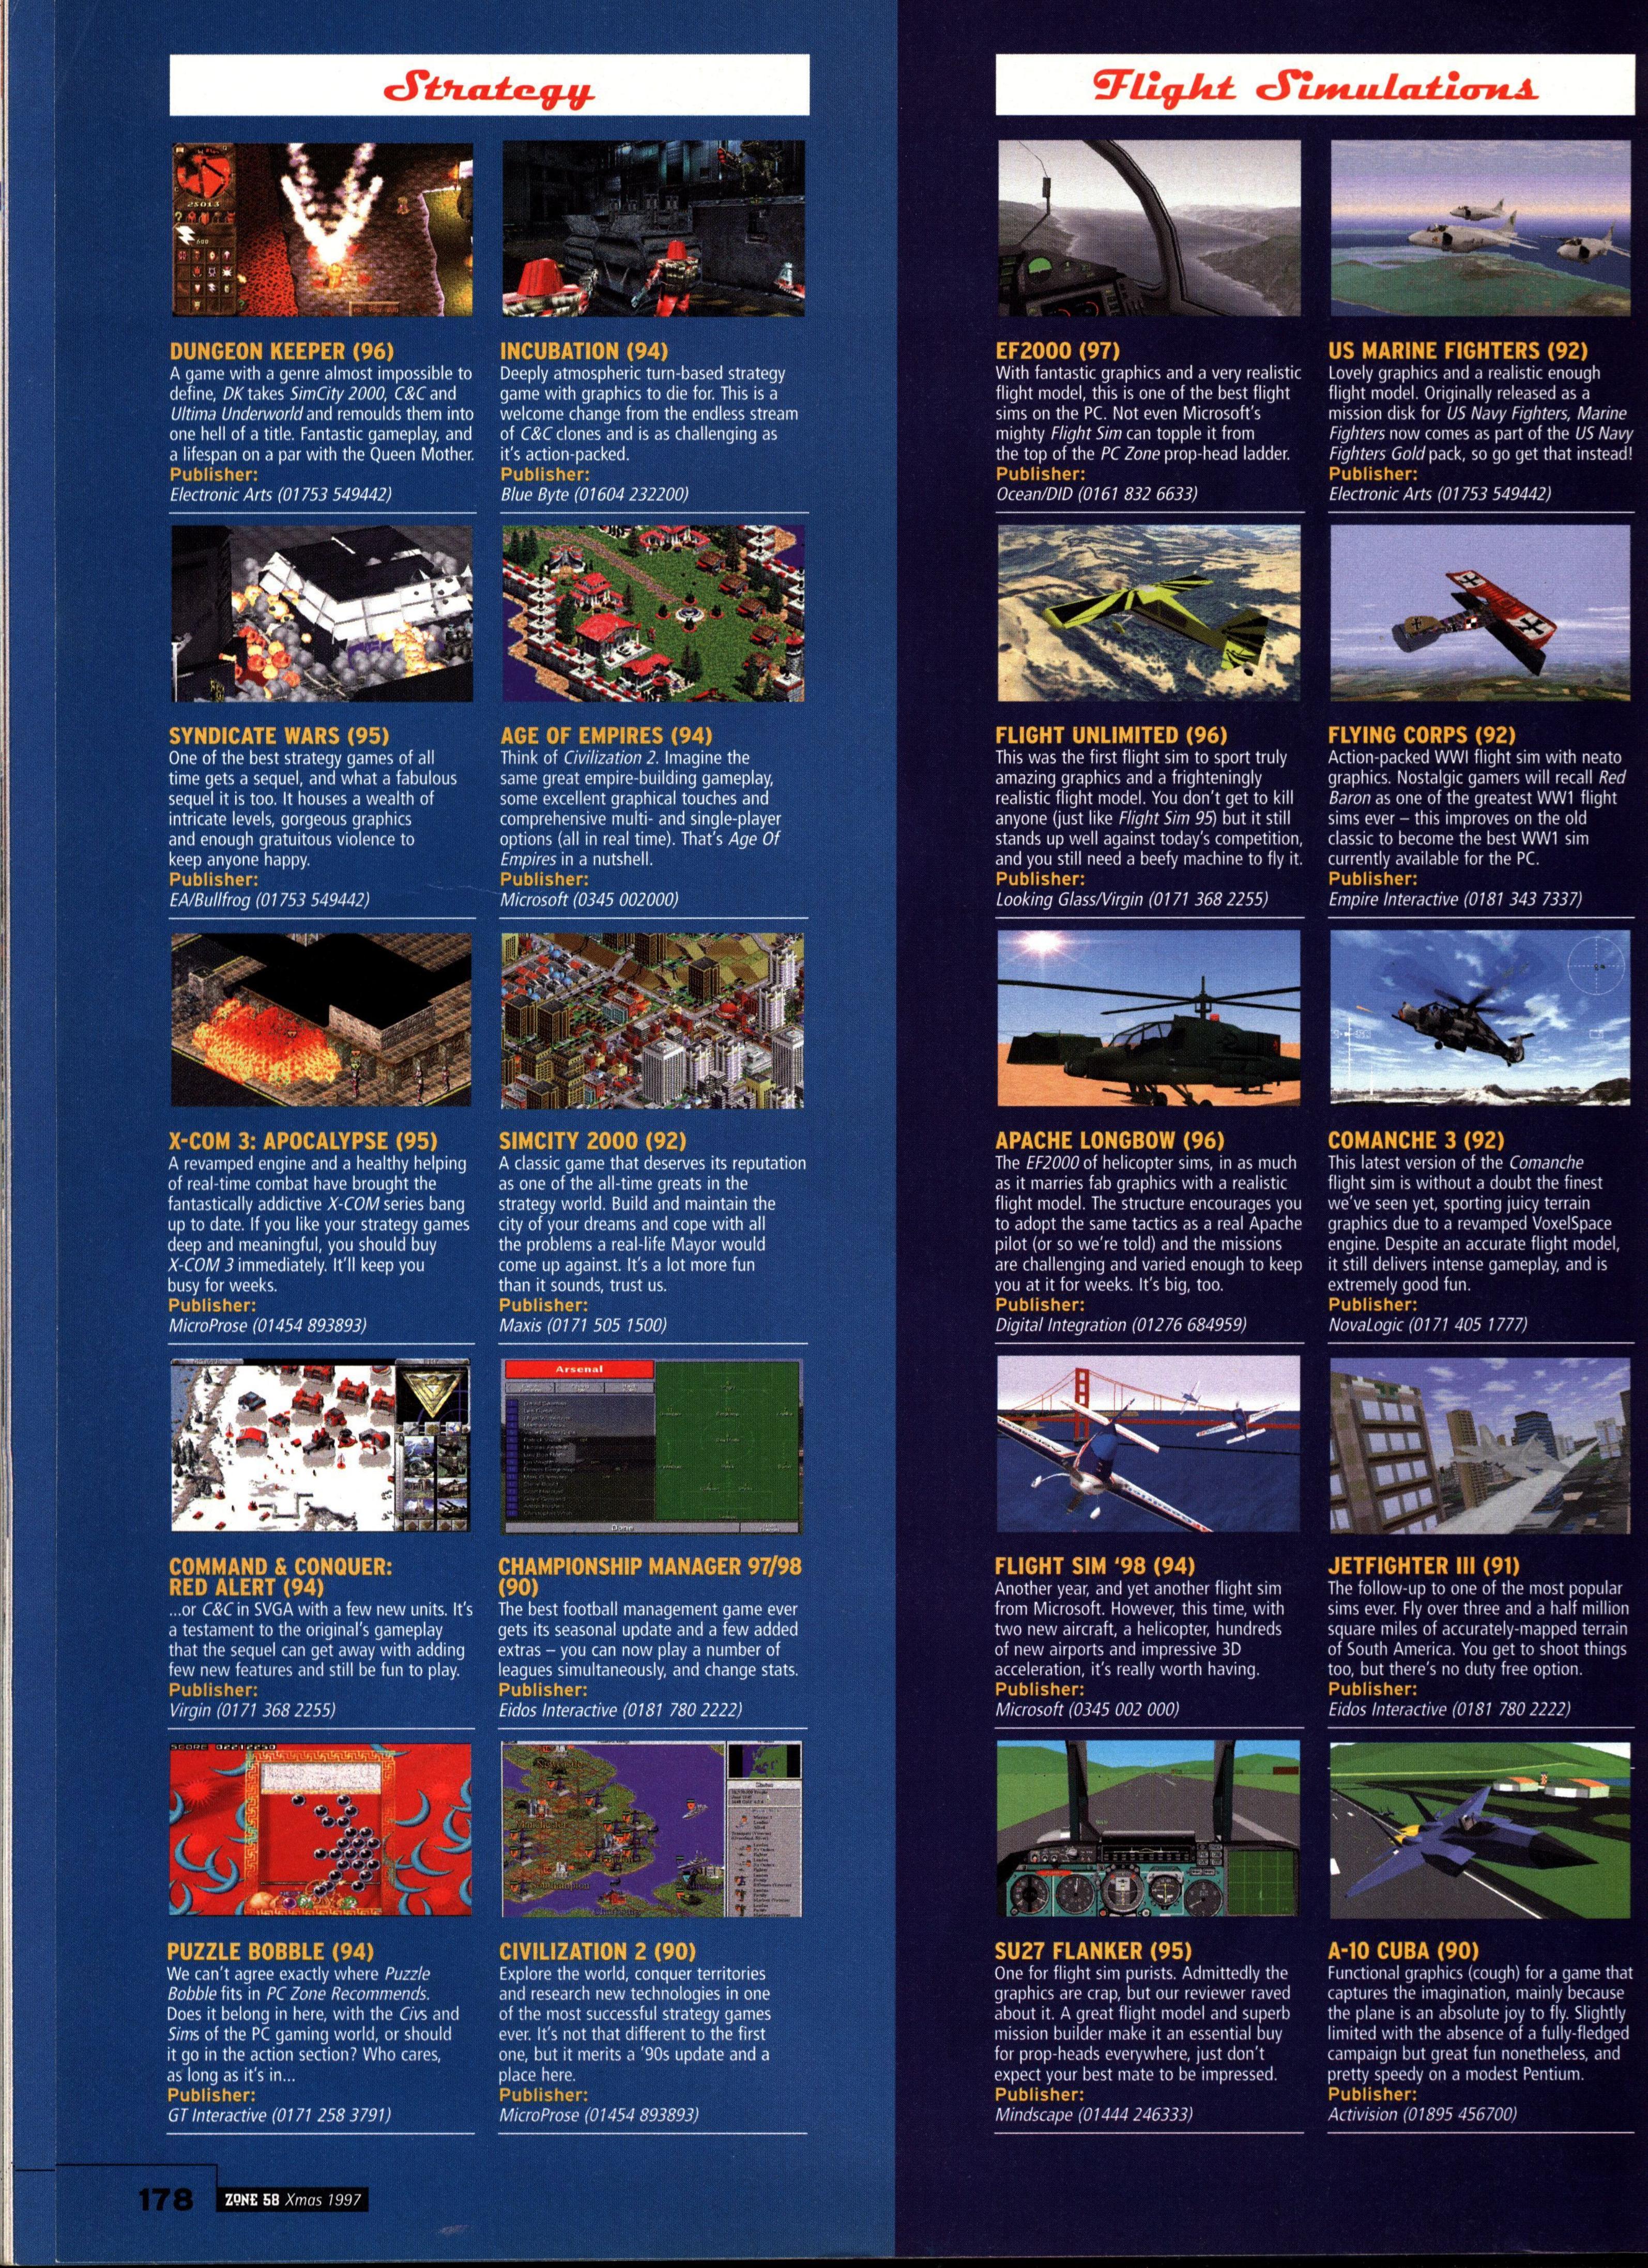 Strategy
DUNGEON KEEPER (96)
A game with a genre almost impossible to
define, DK takes SimCity 2000, C&C and
Ultima Underworld and remoulds them into
one hell of a title. Fantastic gameplay, and
a lifespan on a par with the Queen Mother.
Publisher:
Electronic Arts (01753 549442)
INCUBATION (94)
Deeply atmospheric turn-based strategy
game with graphics to die for. This is a
welcome change from the endless stream
of C&C clones and is as challenging as
it's action-packed.
Publisher:
Blue Byte (01604 232200)
SYNDICATE WARS (95)
One of the best strategy games of all
time gets a sequel, and what a fabulous
sequel it is too. It houses a wealth of
intricate levels, gorgeous graphics
and enough gratuitous violence to
keep anyone happy.
Publisher:
EA/Bullfrog (01753 549442)
AGE OF EMPIRES (94)
Think of Civilization 2. Imagine the
same great empire-building gameplay,
some excellent graphical touches and
comprehensive multi- and single-player
options (all in real time). That's Age Of
Empires in a nutshell.
Publisher:
Microsoft (0345 002000)
X-COM 3: APOCALYPSE (95)
A revamped engine and a healthy helping
of real-time combat have brought the
fantastically addictive X-COM series bang
up to date. If you like your strategy games
deep and meaningful, you should buy
X-COM 3 immediately. It'll keep you
busy for weeks.
Publisher:
MicroProse (01454 893893)
SIMCITY 2000 (92)
A classic game that deserves its reputation
as one of the all-time greats in the
strategy world. Build and maintain the
city of your dreams and cope with all
the problems a real-life Mayor would
come up against. It's a lot more fun
than it sounds, trust us.
Publisher:
Maxis (0171 505 1500)
COMMAND & CONQUER:
RED ALERT (94)
...or C&C in SVGA with a few new units. It's
a testament to the original's gameplay
that the sequel can get away with adding
few new features and still be fun to play.
Publisher:
Virgin (0171 368 2255)
Arsenal
Done
CHAMPIONSHIP MANAGER 97/98
(90)
The best football management game ever
gets its seasonal update and a few added
extras – you can now play a number of
leagues simultaneously, and change stats.
Publisher:
Eidos Interactive (0181 780 2222)
SCORE 02212250
PUZZLE BOBBLE (94)
We can't agree exactly where Puzzle
Bobble fits in PC Zone Recommends.
Does it belong in here, with the Civs and
Sims of the PC gaming world, or should
it go in the action section? Who cares,
as long as it's in...
Publisher:
GT Interactive (0171 258 3791)
CIVILIZATION 2 (90)
Explore the world, conquer territories
and research new technologies in one
of the most successful strategy games
ever. It's not that different to the first
one, but it merits a '90s update and a
place here.
Publisher:
MicroProse (01454 893893)
Flight Simulations
EF2000 (97)
With fantastic graphics and a very realistic
flight model, this is one of the best flight
sims on the PC. Not even Microsoft's
mighty Flight Sim can topple it from
the top of the PC Zone prop-head ladder.
Publisher:
Ocean/DID (0161 832 6633)
US MARINE FIGHTERS (92)
Lovely graphics and a realistic enough
flight model. Originally released as a
mission disk for US Navy Fighters, Marine
Fighters now comes as part of the US Navy
Fighters Gold pack, so go get that instead!
Publisher:
Electronic Arts (01753 549442)
FLIGHT UNLIMITED (96)
This was the first flight sim to sport truly
amazing graphics and a frighteningly
realistic flight model. You don't get to kill
anyone (just like Flight Sim 95) but it still
stands up well against today's competition,
and you still need a beefy machine to fly it.
Publisher:
Looking Glass/Virgin (0171 368 2255)
FLYING CORPS (92)
Action-packed WWI flight sim with neato
graphics. Nostalgic gamers will recall Red
Baron as one of the greatest WW1 flight
sims ever – this improves on the old
classic to become the best WW1 sim
currently available for the PC.
Publisher:
Empire Interactive (0181 343 7337)
APACHE LONGBOW (96)
The EF2000 of helicopter sims, in as much
as it marries fab graphics with a realistic
flight model. The structure encourages you
to adopt the same tactics as a real Apache
pilot (or so we're told) and the missions
are challenging and varied enough to keep
you at it for weeks. It's big, too.
Publisher:
Digital Integration (01276 684959)
COMANCHE 3 (92)
This latest version of the Comanche
flight sim is without a doubt the finest
we've seen yet, sporting juicy terrain
graphics due to a revamped VoxelSpace
engine. Despite an accurate flight model,
it still delivers intense gameplay, and is
extremely good fun.
Publisher:
NovaLogic (0171 405 1777)
FLIGHT SIM '98 (94)
Another year, and yet another flight sim
from Microsoft. However, this time, with
two new aircraft, a helicopter, hundreds
of new airports and impressive 3D
acceleration, it's really worth having.
Publisher:
Microsoft (0345 002 000)
JETFIGHTER III (91)
The follow-up to one of the most popular
sims ever. Fly over three and a half million
square miles of accurately-mapped terrain
of South America. You get to shoot things
too, but there's no duty free option.
Publisher:
Eidos Interactive (0181 780 2222)
SU27 FLANKER (95)
One for flight sim purists. Admittedly the
graphics are crap, but our reviewer raved
about it. A great flight model and superb
mission builder make it an essential buy
for prop-heads everywhere, just don't
expect your best mate to be impressed.
Publisher:
Mindscape (01444 246333)
A-10 CUBA (90)
Functional graphics (cough) for a game that
captures the imagination, mainly because
the plane is an absolute joy to fly. Slightly
limited with the absence of a fully-fledged
campaign but great fun nonetheless, and
pretty speedy on a modest Pentium.
Publisher:
Activision (01895 456700)
178 ZONE 58 Xmas 1997